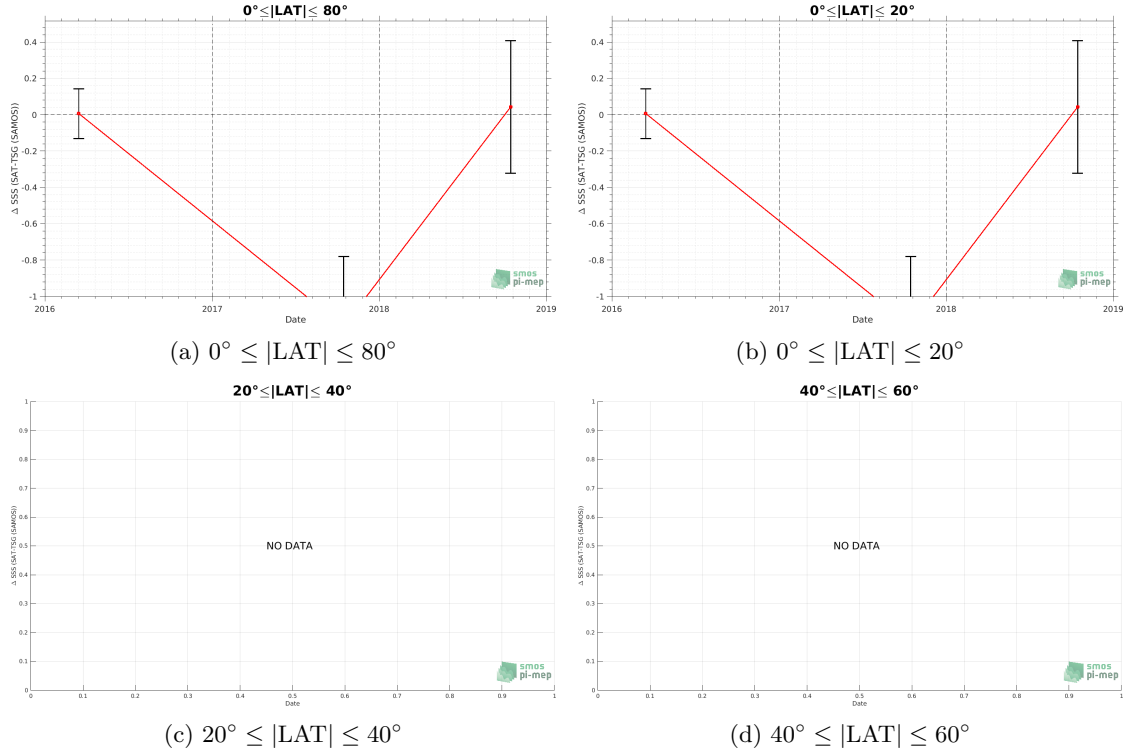 0°≤|LAT|≤ 80°
0.4
0.2
0
-0.2
-0.4
-0.6
-0.8
-1
Δ SSS (SAT-TSG (SAMOS))
2016
2017
2018
2019
Date
smos
pi-mep
(a) 0° ≤ |LAT| ≤ 80°
0°≤|LAT|≤ 20°
0.4
0.2
0
-0.2
-0.4
-0.6
-0.8
-1
Δ SSS (SAT-TSG (SAMOS))
2016
2017
2018
2019
Date
smos
pi-mep
(b) 0° ≤ |LAT| ≤ 20°
20°≤|LAT|≤ 40°
1
0.9
0.8
0.7
0.6
0.5
0.4
0.3
0.2
0.1
0
Δ SSS (SAT-TSG (SAMOS))
NO DATA
0
0.1
0.2
0.3
0.4
0.5
0.6
0.7
0.8
0.9
1
Date
smos
pi-mep
(c) 20° ≤ |LAT| ≤ 40°
40°≤|LAT|≤ 60°
1
0.9
0.8
0.7
0.6
0.5
0.4
0.3
0.2
0.1
0
Δ SSS (SAT-TSG (SAMOS))
NO DATA
0
0.1
0.2
0.3
0.4
0.5
0.6
0.7
0.8
0.9
1
Date
smos
pi-mep
(d) 40° ≤ |LAT| ≤ 60°